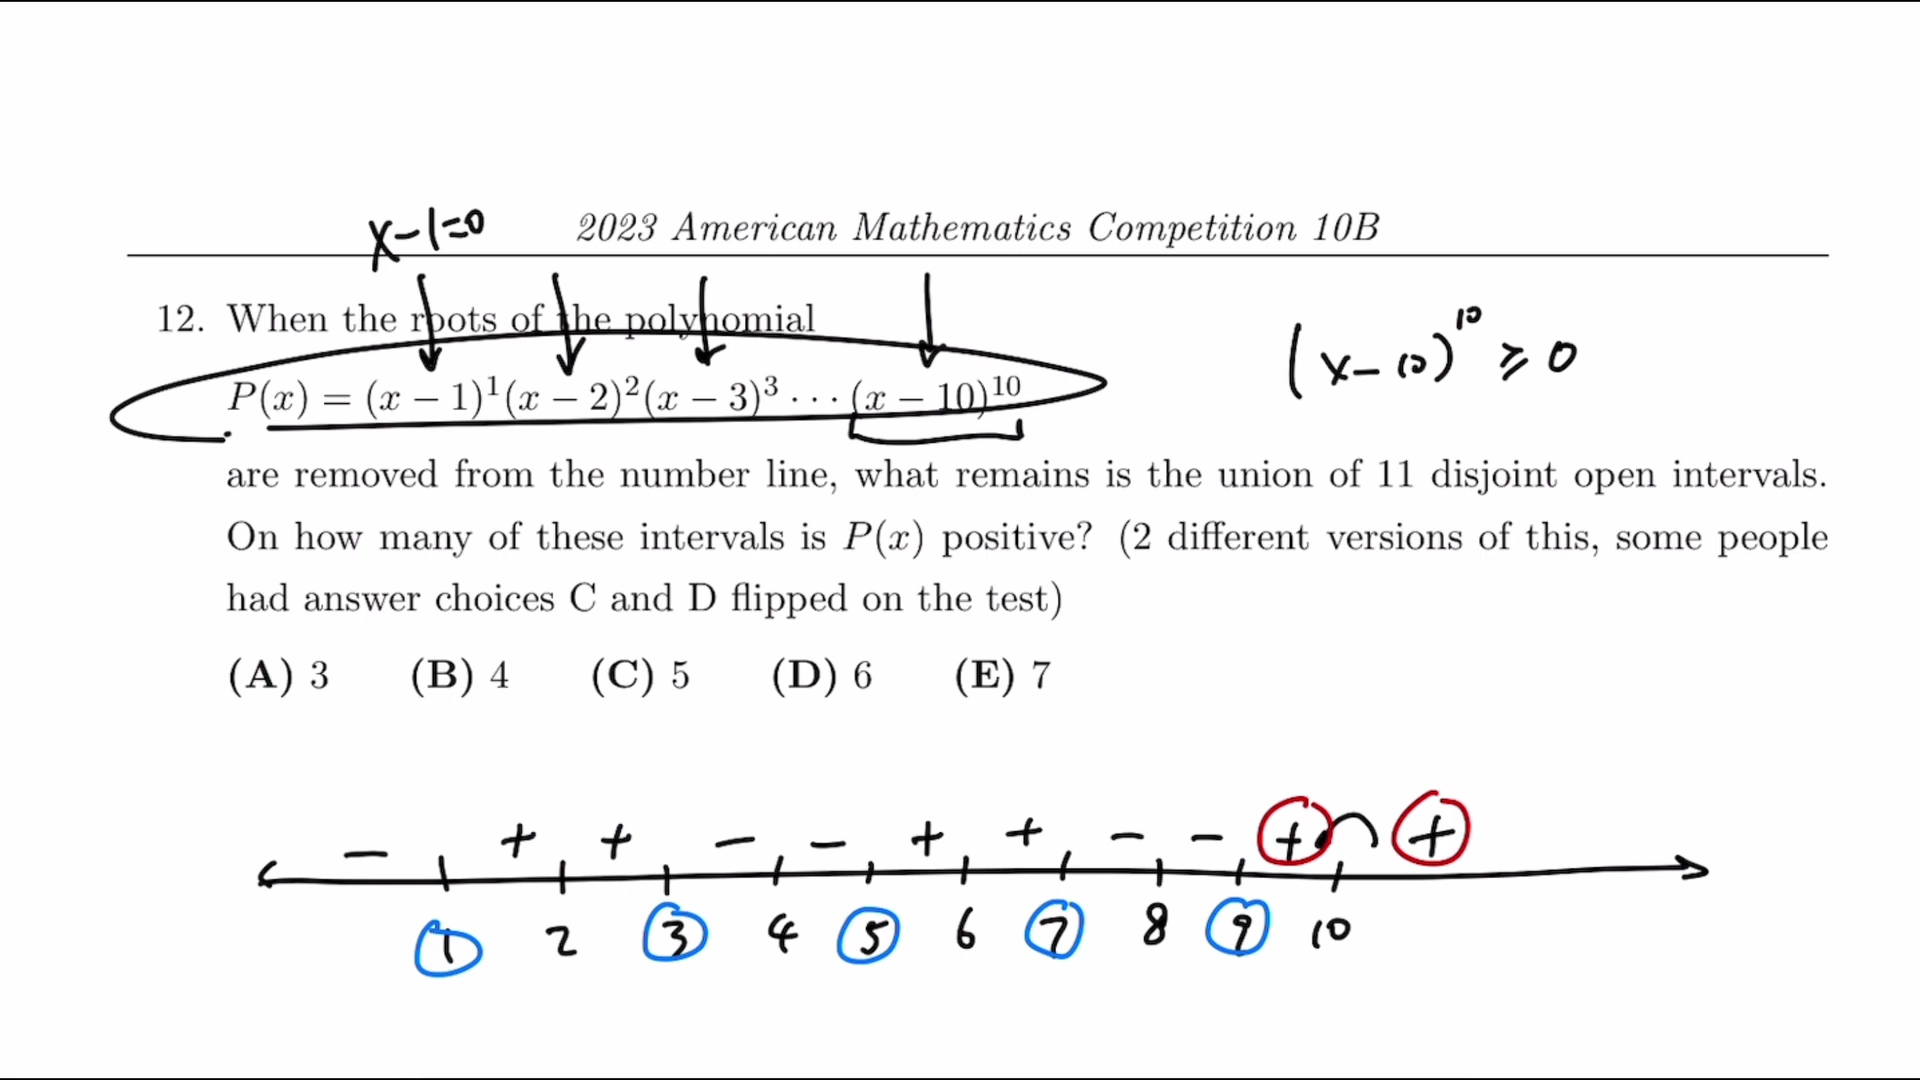 x-1=0
2023 American Mathematics Competition 10B
12. When the roots of the polynomial
(x-10)^10 ≥ 0
P(x) = (x − 1)^1(x − 2)^2(x − 3)^3 · · · (x − 10)^10
are removed from the number line, what remains is the union of 11 disjoint open intervals.
On how many of these intervals is P(x) positive? (2 different versions of this, some people
had answer choices C and D flipped on the test)
(A) 3 (B) 4 (C) 5 (D) 6 (E) 7
− + + − − + + − − + +
1 2 3 4 5 6 7 8 9 10